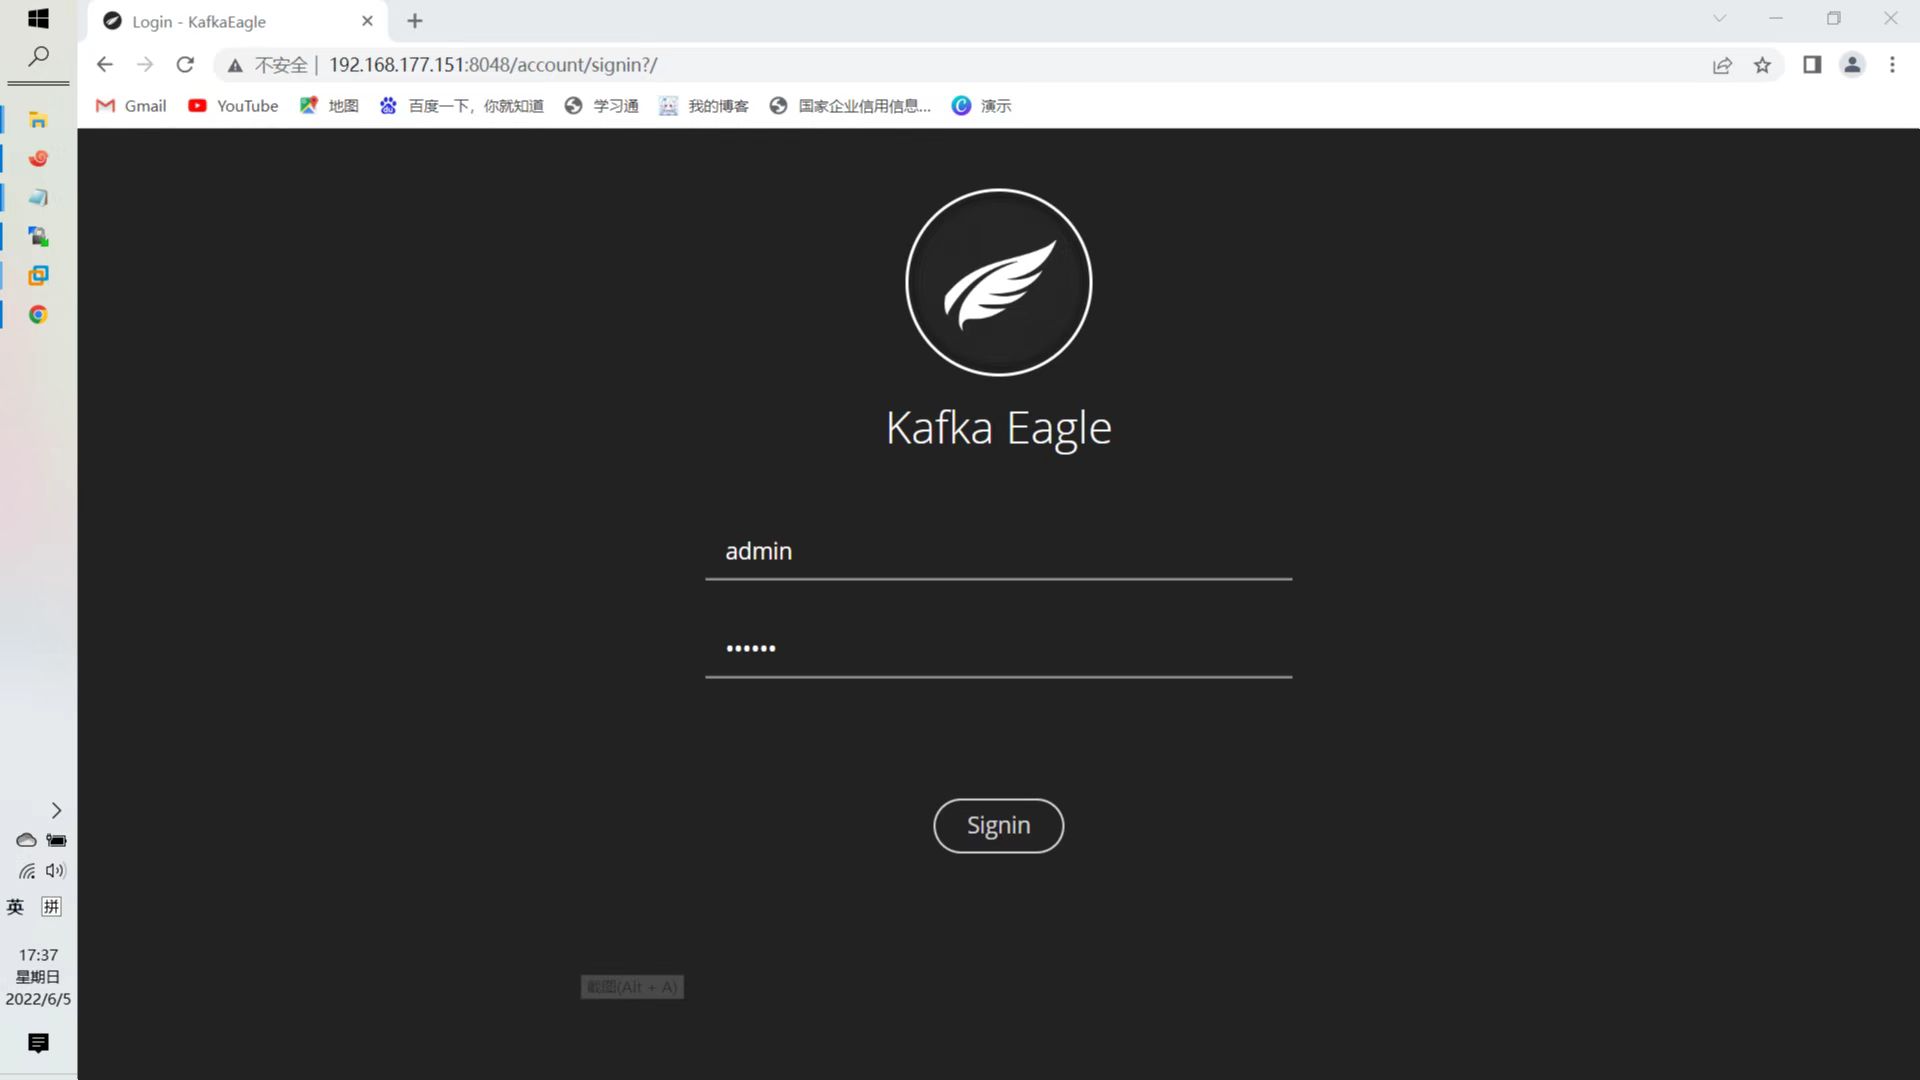 Login - KafkaEagle
不安全 | 192.168.177.151:8048/account/signin?/
Gmail YouTube 地图 百度一下，你就知道 学习通 我的博客 国家企业信用信息... 演示
Kafka Eagle
admin
••••••
Signin
截图(Alt + A)
英 拼
17:37
星期日
2022/6/5